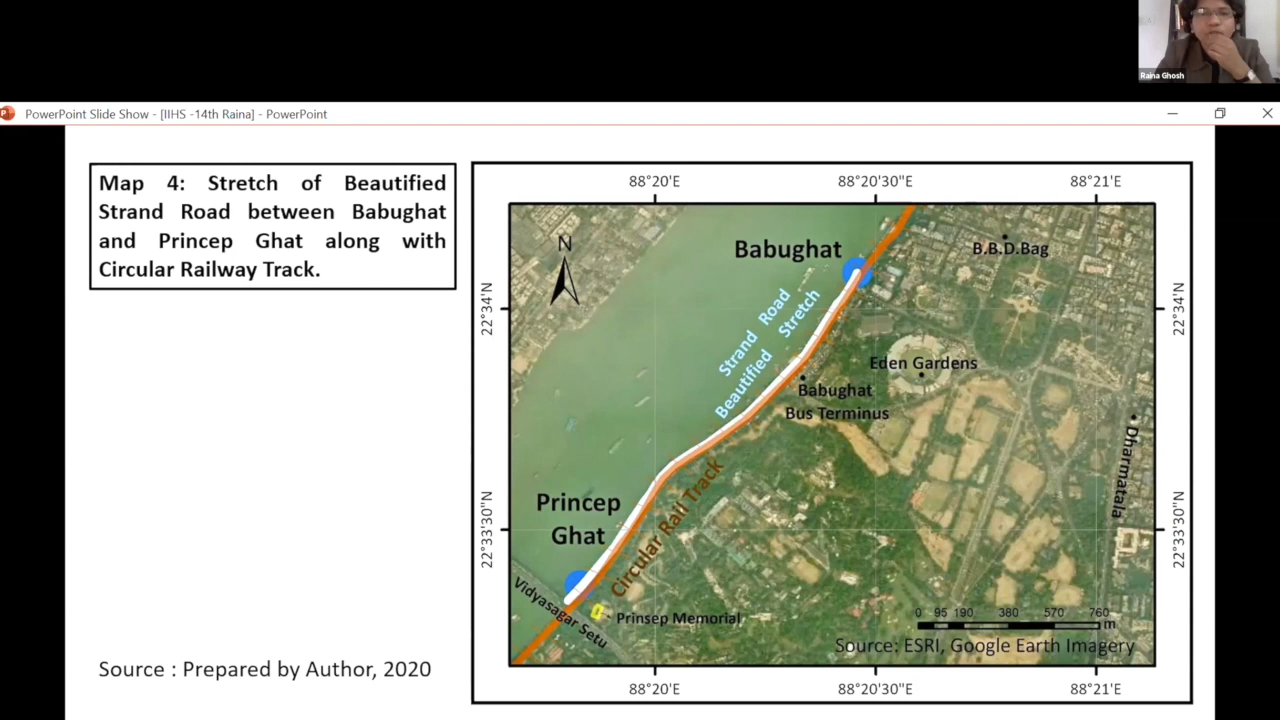 Raina Ghosh
PowerPoint Slide Show - [IIHS -14th Raina] - PowerPoint
Map 4: Stretch of Beautified
Strand Road between Babughat
and Princep Ghat along with
Circular Railway Track.
88°20'E
88°20'30"E
88°21'E
N
Babughat
B.B.D.Bag
22°34'N
22°34'N
Strand Road
Beautified Stretch
Eden Gardens
Babughat
Bus Terminus
Dharmatala
Circular Rail Track
Princep
Ghat
22°33'30"N
22°33'30"N
Vidyasagar Setu
Prinsep Memorial
0 95 190 380 570 760
m
Source: ESRI, Google Earth Imagery
88°20'E
88°20'30"E
88°21'E
Source : Prepared by Author, 2020